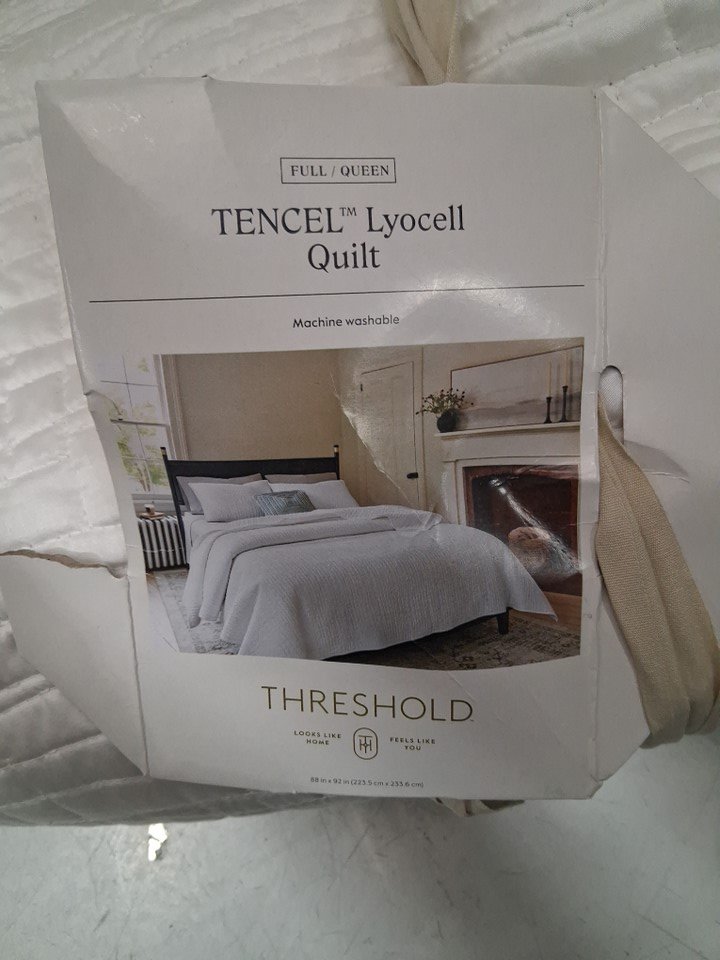 FULL / QUEEN
TENCEL™ Lyocell
Quilt
Machine washable
THRESHOLD™
LOOKS LIKE
HOME
FEELS LIKE
YOU
88 in x 92 in (223.5 cm x 233.6 cm)